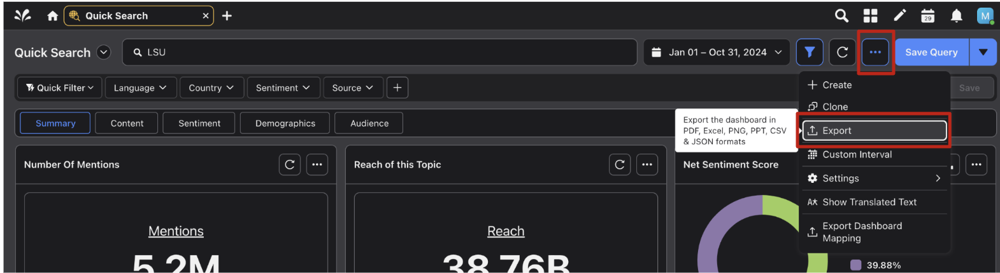 Quick Search
29
M
Quick Search
LSU
Jan 01 – Oct 31, 2024
Save Query
Quick Filter
Language
Country
Sentiment
Source
Save
Create
Clone
Export
Custom Interval
Settings
Show Translated Text
Export Dashboard
Mapping
Export the dashboard in
PDF, Excel, PNG, PPT, CSV
& JSON formats
Summary
Content
Sentiment
Demographics
Audience
Number Of Mentions
Reach of this Topic
Net Sentiment Score
Mentions
5.2M
Reach
38.76B
39.88%